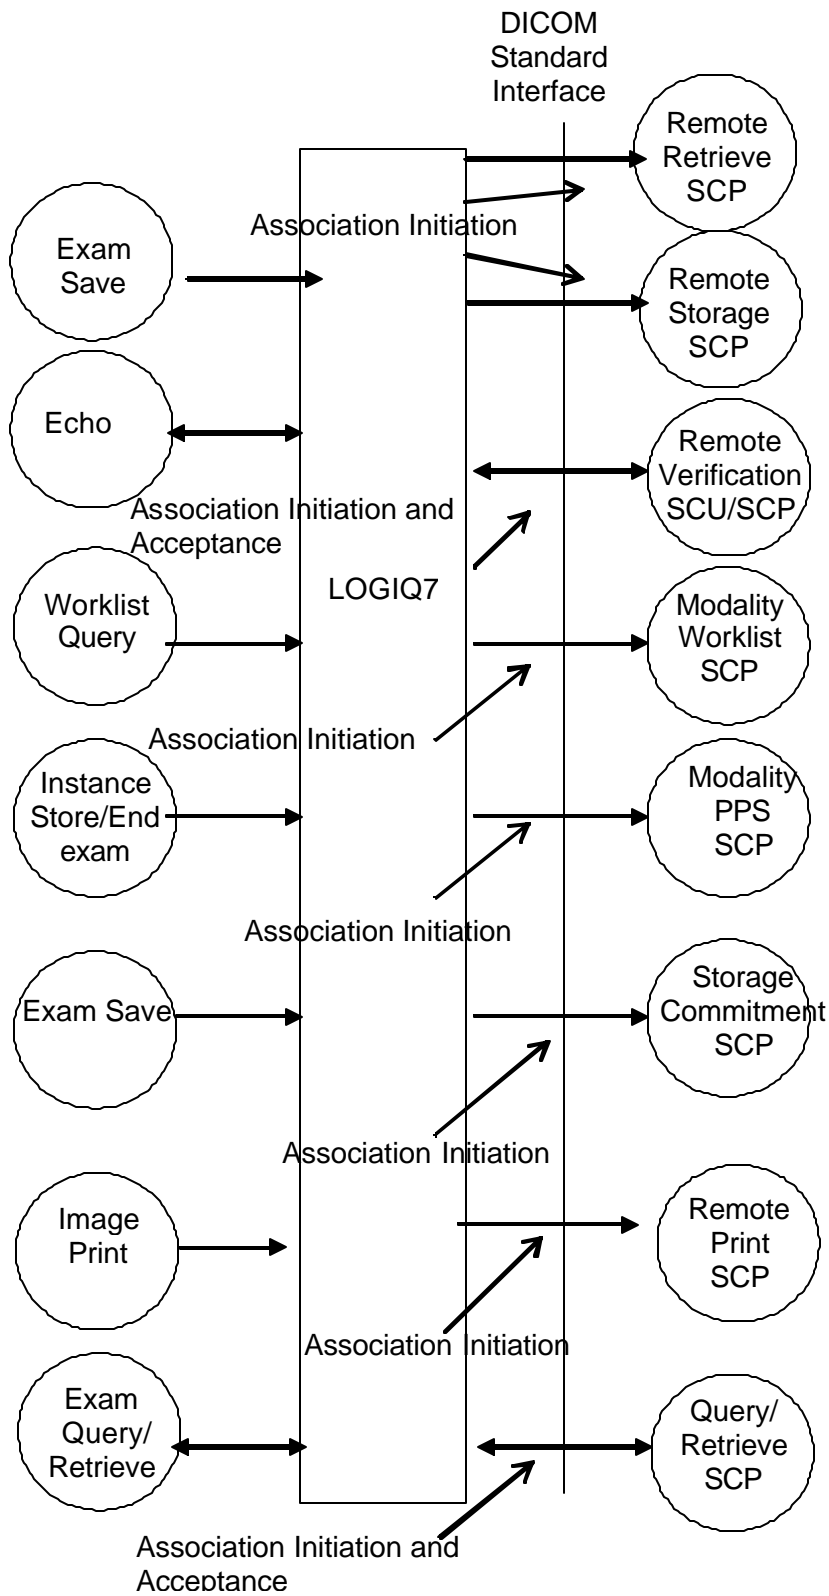 DICOM
Standard
Interface
Remote
Retrieve
SCP
Association Initiation
Exam
Save
Remote
Storage
SCP
Echo
Remote
Verification
SCU/SCP
Association Initiation and
Acceptance
LOGIQ7
Worklist
Query
Modality
Worklist
SCP
Association Initiation
Instance
Store/End
exam
Modality
PPS
SCP
Association Initiation
Exam Save
Storage
Commitment
SCP
Association Initiation
Image
Print
Remote
Print
SCP
Association Initiation
Exam
Query/
Retrieve
Query/
Retrieve
SCP
Association Initiation and
Acceptance